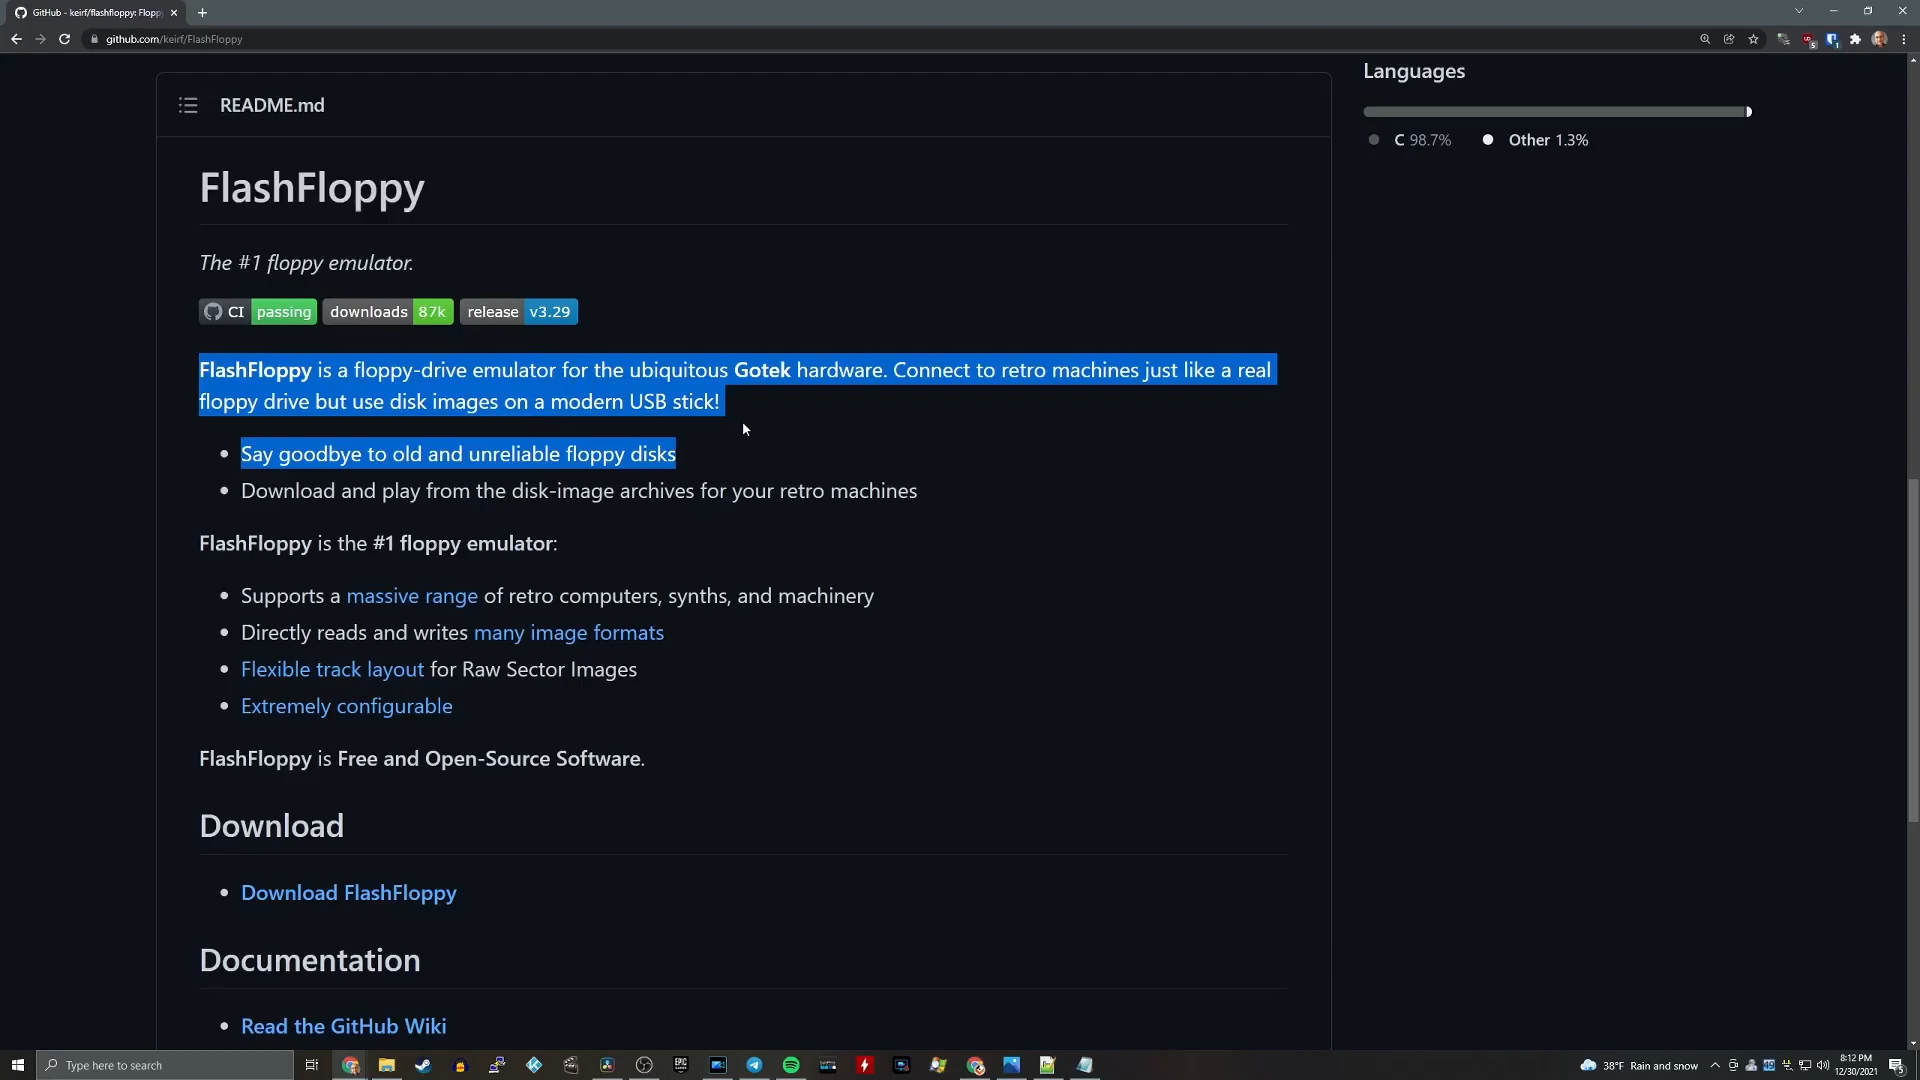 GitHub - keirf/flashfloppy: Flopp
github.com/keirf/FlashFloppy
README.md
FlashFloppy
The #1 floppy emulator.
CI passing downloads 87k release v3.29
FlashFloppy is a floppy-drive emulator for the ubiquitous Gotek hardware. Connect to retro machines just like a real
floppy drive but use disk images on a modern USB stick!
• Say goodbye to old and unreliable floppy disks
• Download and play from the disk-image archives for your retro machines
FlashFloppy is the #1 floppy emulator:
• Supports a massive range of retro computers, synths, and machinery
• Directly reads and writes many image formats
• Flexible track layout for Raw Sector Images
• Extremely configurable
FlashFloppy is Free and Open-Source Software.
Download
• Download FlashFloppy
Documentation
• Read the GitHub Wiki
Languages
C 98.7% Other 1.3%
Type here to search
38°F Rain and snow
8:12 PM
12/30/2021